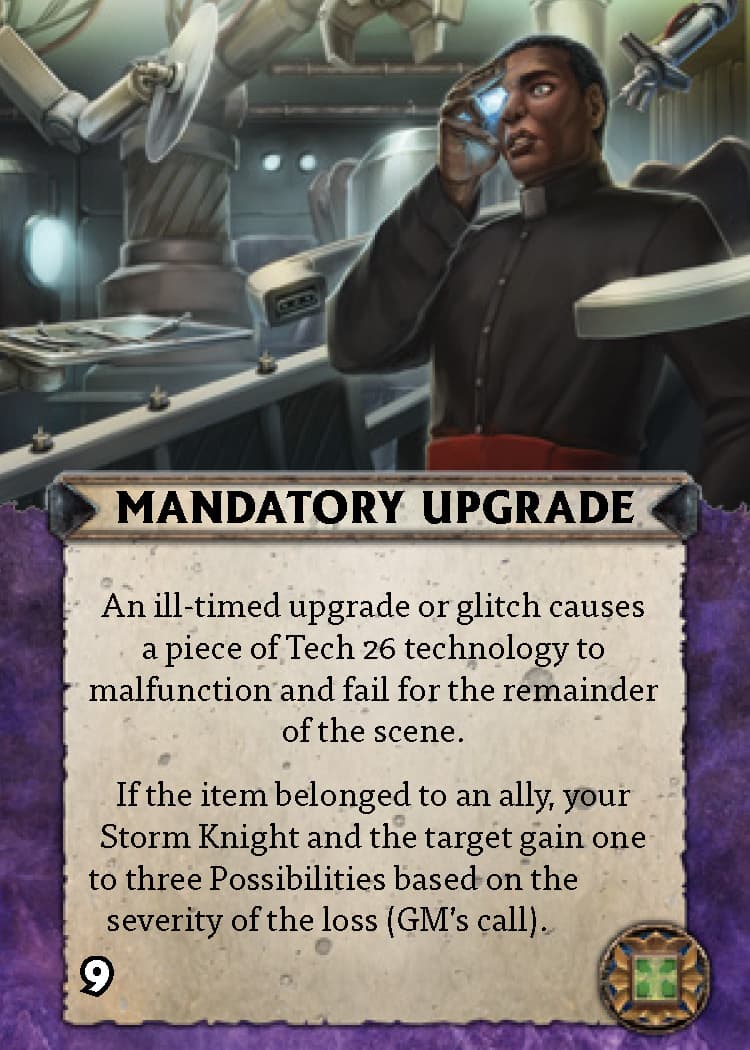 MANDATORY UPGRADE
An ill-timed upgrade or glitch causes
a piece of Tech 26 technology to
malfunction and fail for the remainder
of the scene.
If the item belonged to an ally, your
Storm Knight and the target gain one
to three Possibilities based on the
severity of the loss (GM’s call).
9